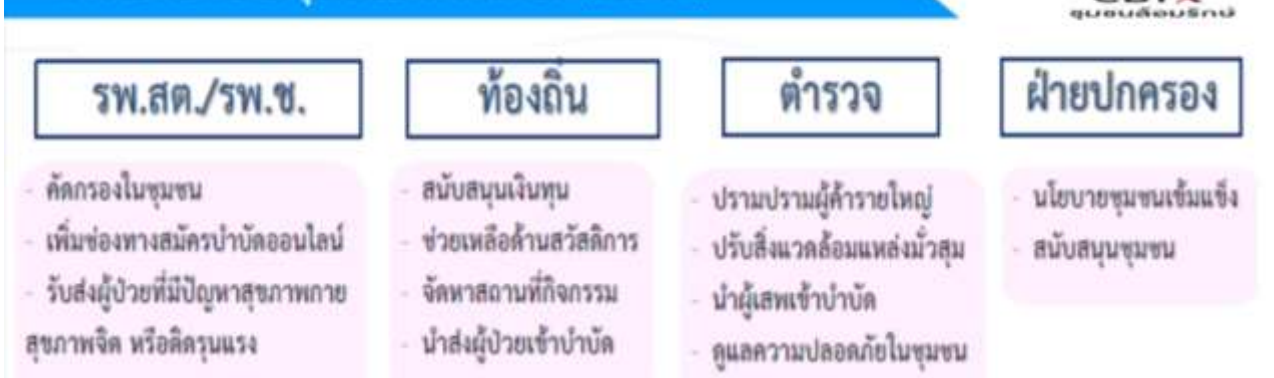 ชุมชนล้อมรักษ์
รพ.สต./รพ.ช.
- คัดกรองในชุมชน
- เพิ่มช่องทางสมัครบำบัดออนไลน์
- รับส่งผู้ป่วยที่มีปัญหาสุขภาพกาย
สุขภาพจิต หรือติดรุนแรง
ท้องถิ่น
- สนับสนุนเงินทุน
- ช่วยเหลือด้านสวัสดิการ
- จัดหาสถานที่กิจกรรม
- นำส่งผู้ป่วยเข้าบำบัด
ตำรวจ
- ปรามปรามผู้ค้ารายใหญ่
- ปรับสิ่งแวดล้อมแหล่งมั่วสุม
- นำผู้เสพเข้าบำบัด
- ดูแลความปลอดภัยในชุมชน
ฝ่ายปกครอง
- นโยบายชุมชนเข้มแข็ง
- สนับสนุนชุมชน